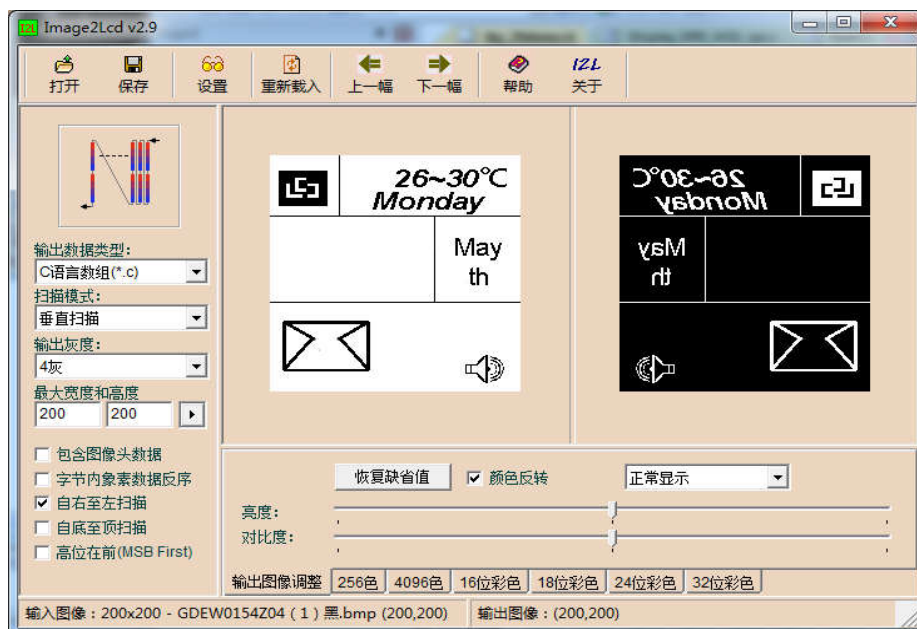 Image2Lcd v2.9
I2L
打开 保存 设置 重新载入 上一幅 下一幅 帮助 关于
输出数据类型:
C语言数组(*.c)
扫描模式:
垂直扫描
输出灰度:
4灰
最大宽度和高度
200 200
包含图像头数据
字节内象素数据反序
自右至左扫描
自底至顶扫描
高位在前(MSB First)
26~30℃
Monday
May
th
26~30℃
Monday
May
th
恢复缺省值 颜色反转 正常显示
亮度:
对比度:
输出图像调整 256色 4096色 16位彩色 18位彩色 24位彩色 32位彩色
输入图像:200x200 - GDEW0154Z04(1)黑.bmp (200,200) 输出图像:(200,200)